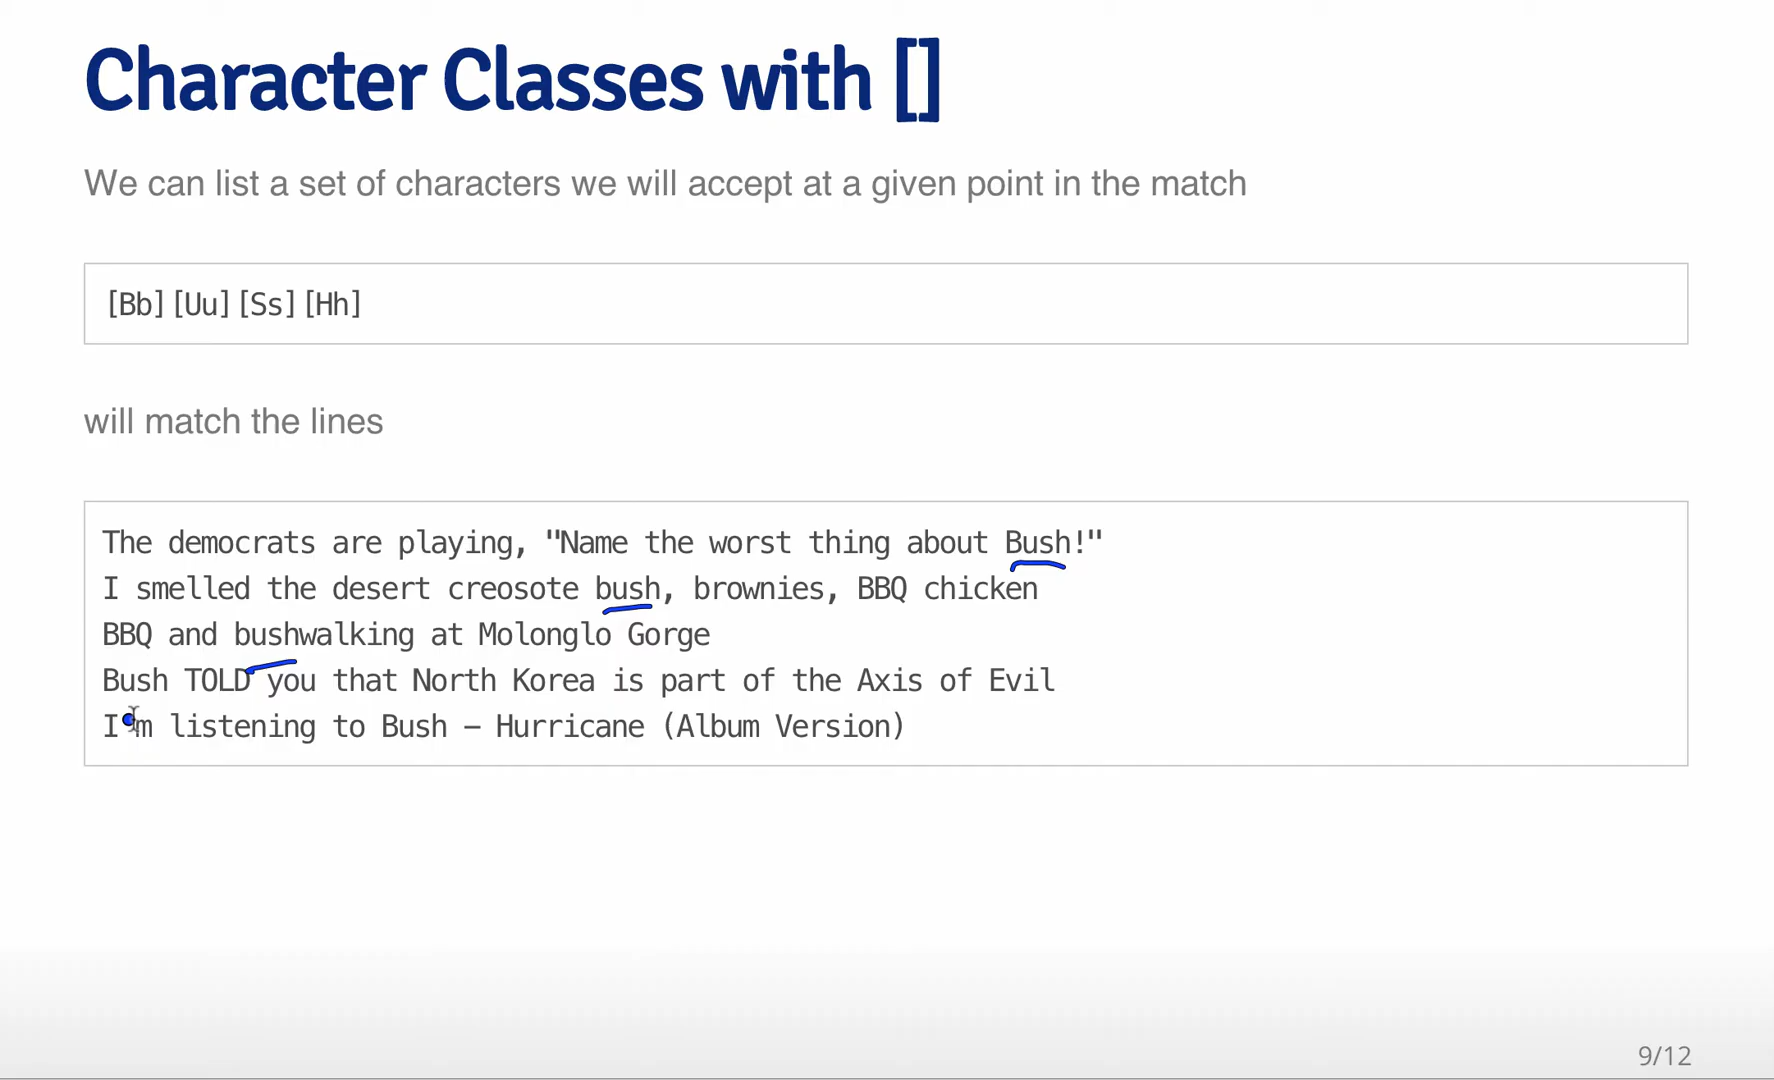 Character Classes with []
We can list a set of characters we will accept at a given point in the match
[Bb][Uu][Ss][Hh]
will match the lines
The democrats are playing, "Name the worst thing about Bush!"
I smelled the desert creosote bush, brownies, BBQ chicken
BBQ and bushwalking at Molonglo Gorge
Bush TOLD you that North Korea is part of the Axis of Evil
I'm listening to Bush – Hurricane (Album Version)
9/12